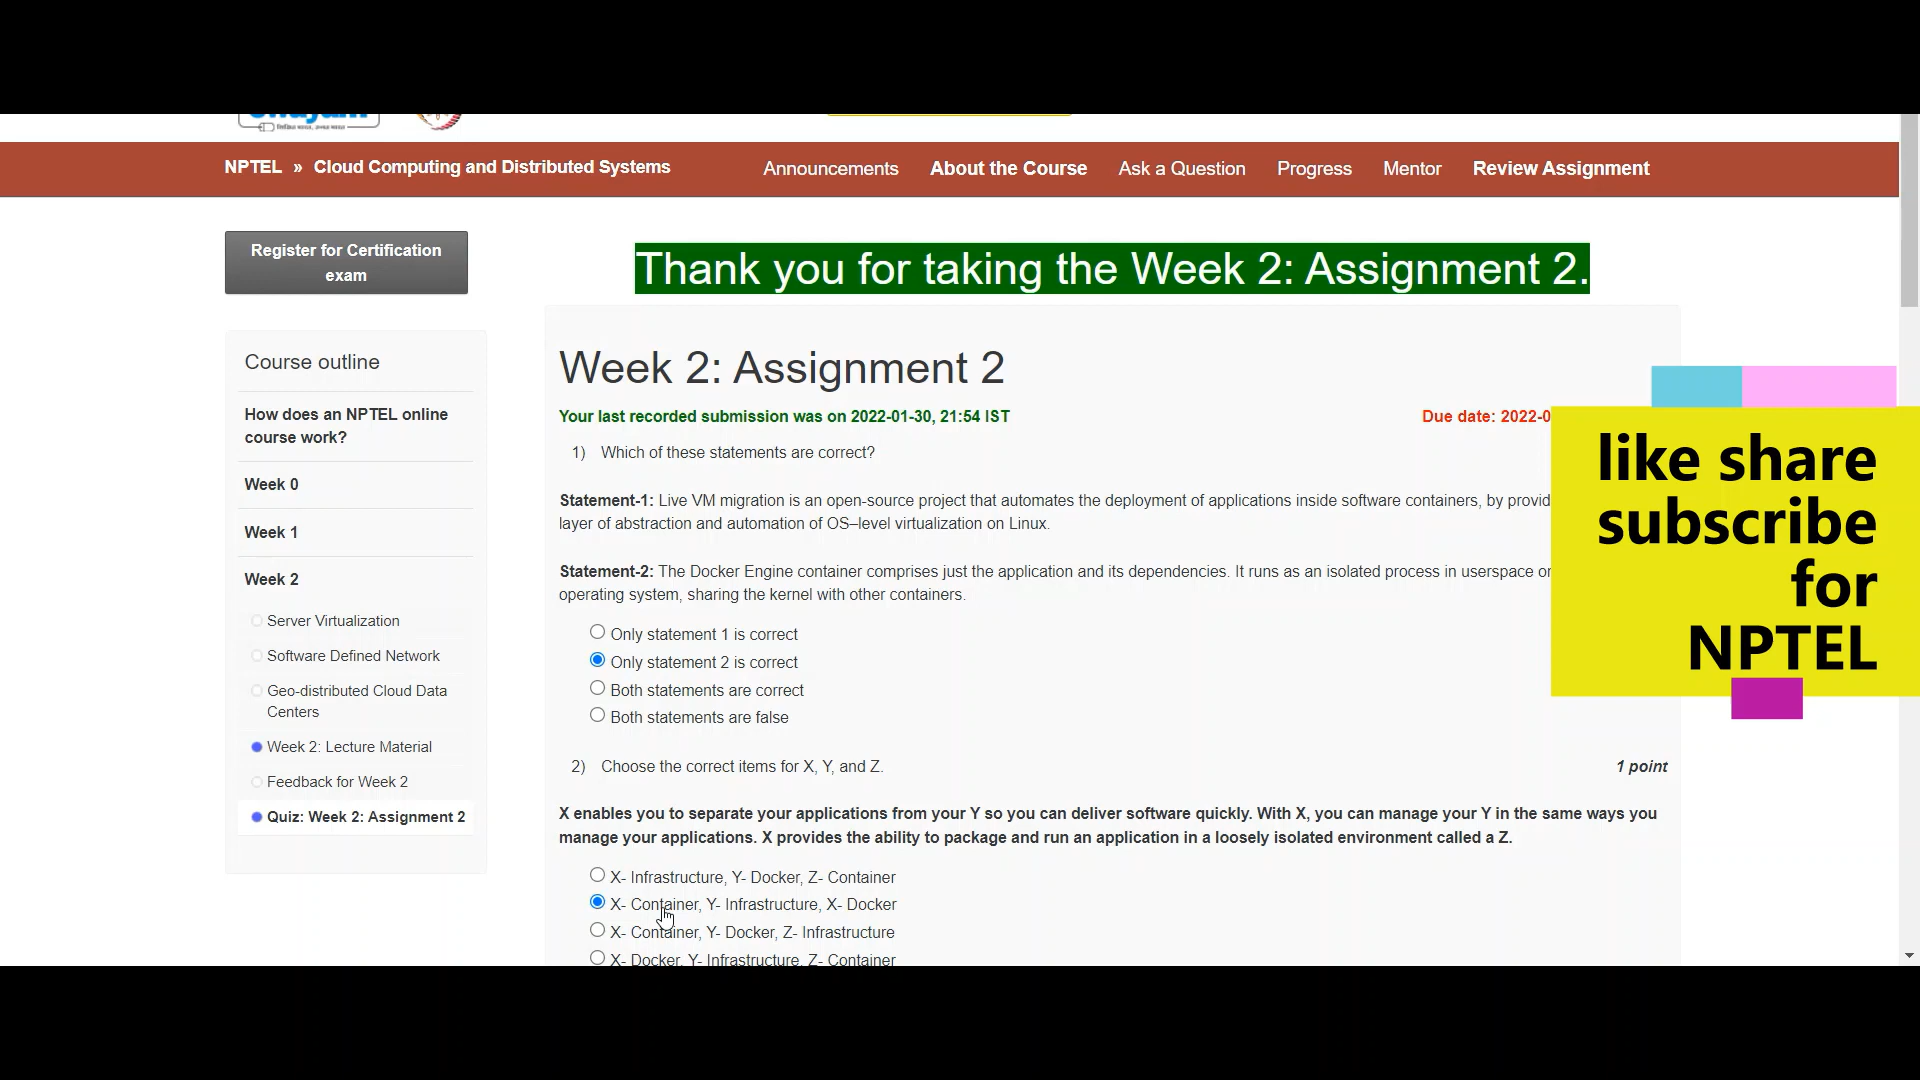 NPTEL » Cloud Computing and Distributed Systems
Announcements About the Course Ask a Question Progress Mentor Review Assignment
Register for Certification
exam
Thank you for taking the Week 2: Assignment 2.
Course outline
How does an NPTEL online
course work?
Week 0
Week 1
Week 2
Server Virtualization
Software Defined Network
Geo-distributed Cloud Data
Centers
Week 2: Lecture Material
Feedback for Week 2
Quiz: Week 2: Assignment 2
Week 2: Assignment 2
Your last recorded submission was on 2022-01-30, 21:54 IST
Due date: 2022-0
1) Which of these statements are correct?
Statement-1: Live VM migration is an open-source project that automates the deployment of applications inside software containers, by provid
layer of abstraction and automation of OS–level virtualization on Linux.
Statement-2: The Docker Engine container comprises just the application and its dependencies. It runs as an isolated process in userspace or
operating system, sharing the kernel with other containers.
Only statement 1 is correct
Only statement 2 is correct
Both statements are correct
Both statements are false
2) Choose the correct items for X, Y, and Z.
1 point
X enables you to separate your applications from your Y so you can deliver software quickly. With X, you can manage your Y in the same ways you
manage your applications. X provides the ability to package and run an application in a loosely isolated environment called a Z.
X- Infrastructure, Y- Docker, Z- Container
X- Container, Y- Infrastructure, X- Docker
X- Container, Y- Docker, Z- Infrastructure
X- Docker, Y- Infrastructure, Z- Container
like share
subscribe
for
NPTEL